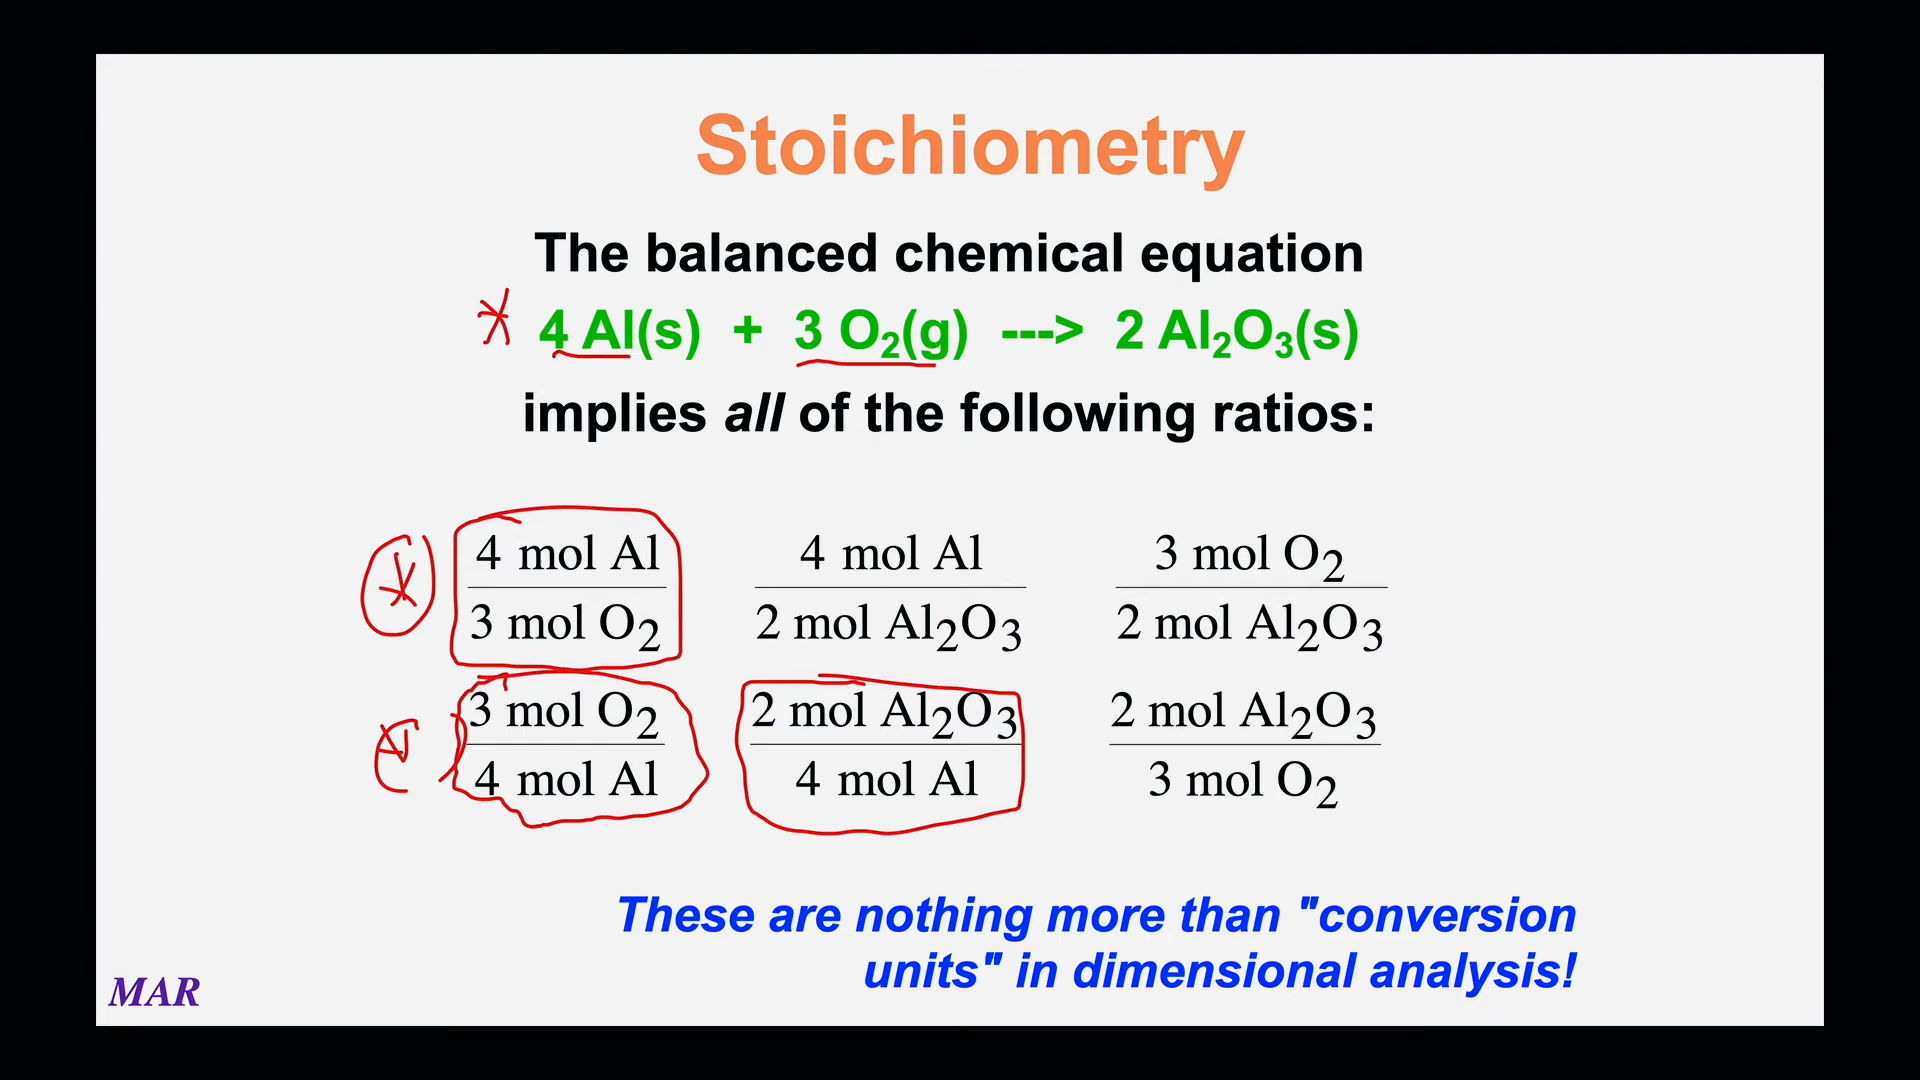 Stoichiometry
The balanced chemical equation
* 4 Al(s) + 3 O₂(g) ---> 2 Al₂O₃(s)
implies all of the following ratios:
* 4 mol Al / 3 mol O₂    4 mol Al / 2 mol Al₂O₃    3 mol O₂ / 2 mol Al₂O₃
* 3 mol O₂ / 4 mol Al    2 mol Al₂O₃ / 4 mol Al    2 mol Al₂O₃ / 3 mol O₂
These are nothing more than "conversion
units" in dimensional analysis!
MAR